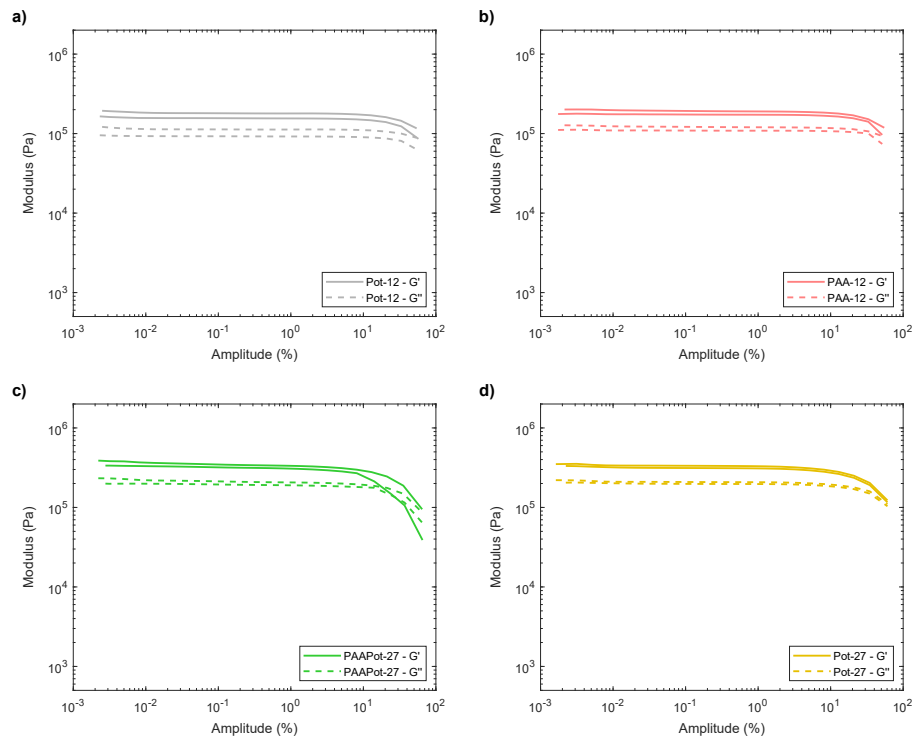 a)
Modulus (Pa)
10^6
10^5
10^4
10^3
Pot-12 - G'
Pot-12 - G''
10^-3 10^-2 10^-1 10^0 10^1 10^2
Amplitude (%)
b)
Modulus (Pa)
10^6
10^5
10^4
10^3
PAA-12 - G'
PAA-12 - G''
10^-3 10^-2 10^-1 10^0 10^1 10^2
Amplitude (%)
c)
Modulus (Pa)
10^6
10^5
10^4
10^3
PAAPot-27 - G'
PAAPot-27 - G''
10^-3 10^-2 10^-1 10^0 10^1 10^2
Amplitude (%)
d)
Modulus (Pa)
10^6
10^5
10^4
10^3
Pot-27 - G'
Pot-27 - G''
10^-3 10^-2 10^-1 10^0 10^1 10^2
Amplitude (%)